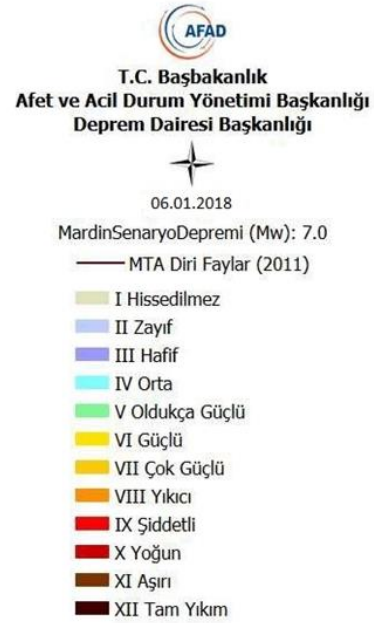 AFAD
T.C. Başbakanlık
Afet ve Acil Durum Yönetimi Başkanlığı
Deprem Dairesi Başkanlığı
06.01.2018
MardinSenaryoDepremi (Mw): 7.0
MTA Diri Faylar (2011)
I Hissedilmez
II Zayıf
III Hafif
IV Orta
V Oldukça Güçlü
VI Güçlü
VII Çok Güçlü
VIII Yıkıcı
IX Şiddetli
X Yoğun
XI Aşırı
XII Tam Yıkım